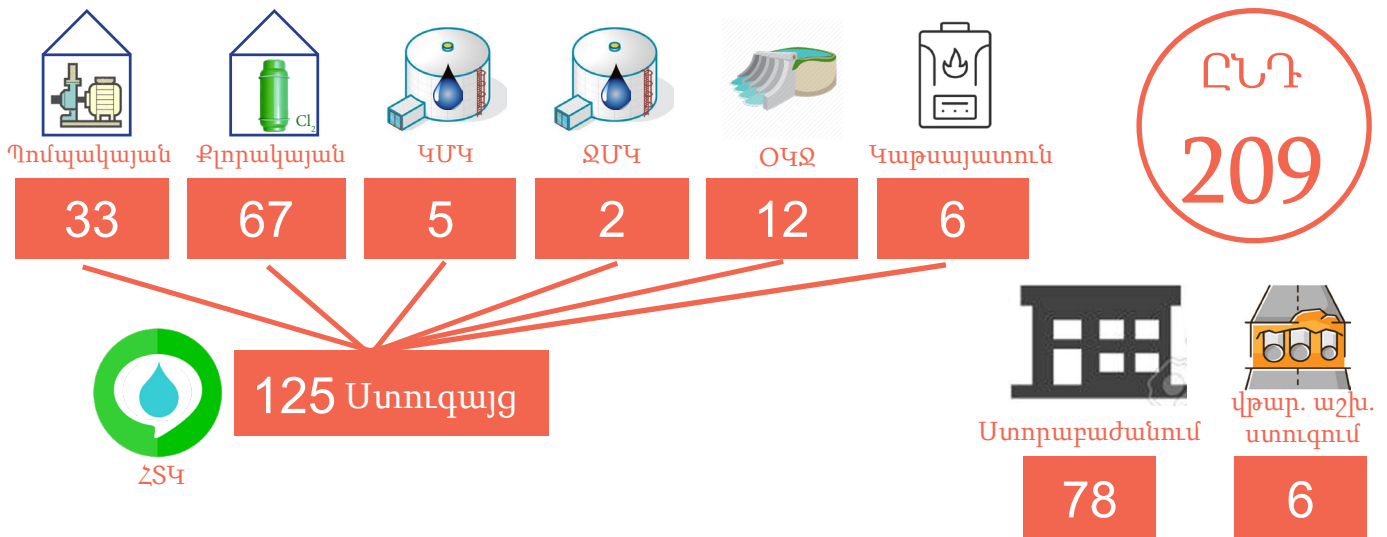 Պոմպակայան
33
Cl2
Քլորակայան
67
ԿՄԿ
5
ՋՄԿ
2
ՕԿՋ
12
Կաթսայատուն
6
ԸՆԴ
209
125 Ստուգայց
ՀՏԿ
Ստորաբաժանում
78
վթար. աշխ.
ստուգում
6